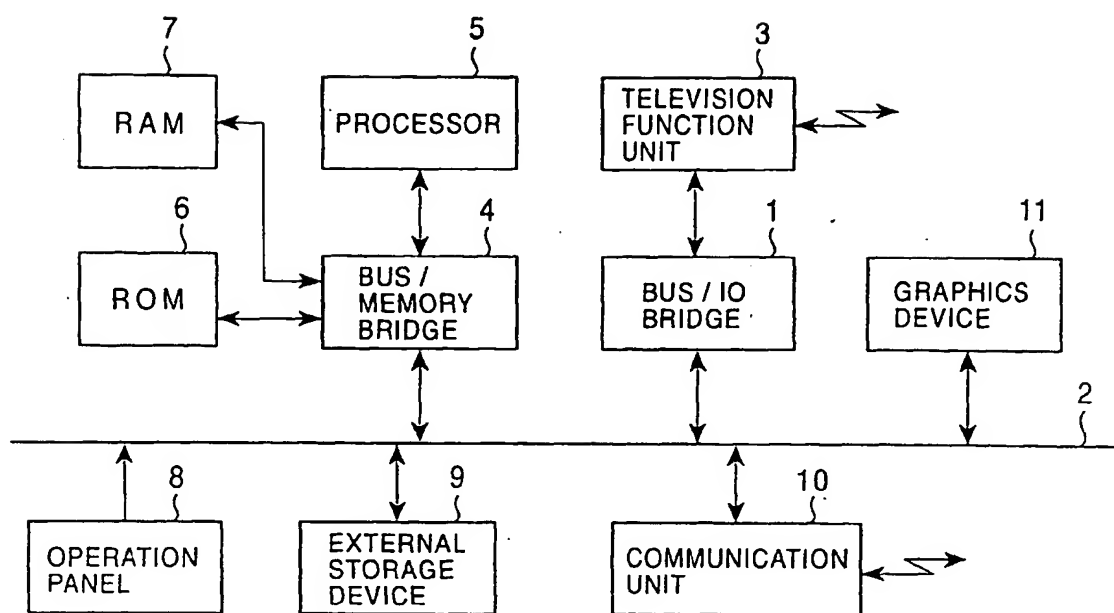 7
5
3
RAM
PROCESSOR
TELEVISION
FUNCTION
UNIT
6
4
1
11
ROM
BUS /
MEMORY
BRIDGE
BUS / IO
BRIDGE
GRAPHICS
DEVICE
2
8
9
10
OPERATION
PANEL
EXTERNAL
STORAGE
DEVICE
COMMUNICATION
UNIT